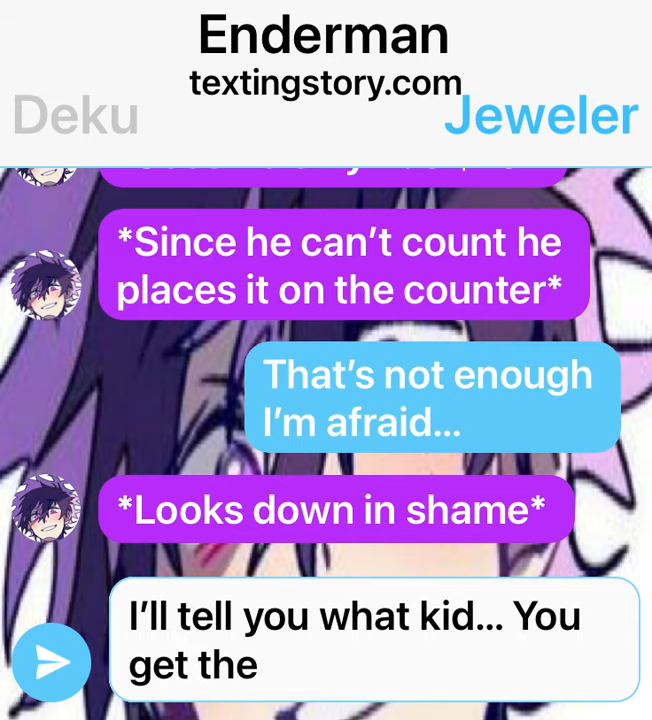 Enderman
textingstory.com
Deku
Jeweler
*Since he can't count he
places it on the counter*
That's not enough
I'm afraid...
*Looks down in shame*
I'll tell you what kid... You
get the